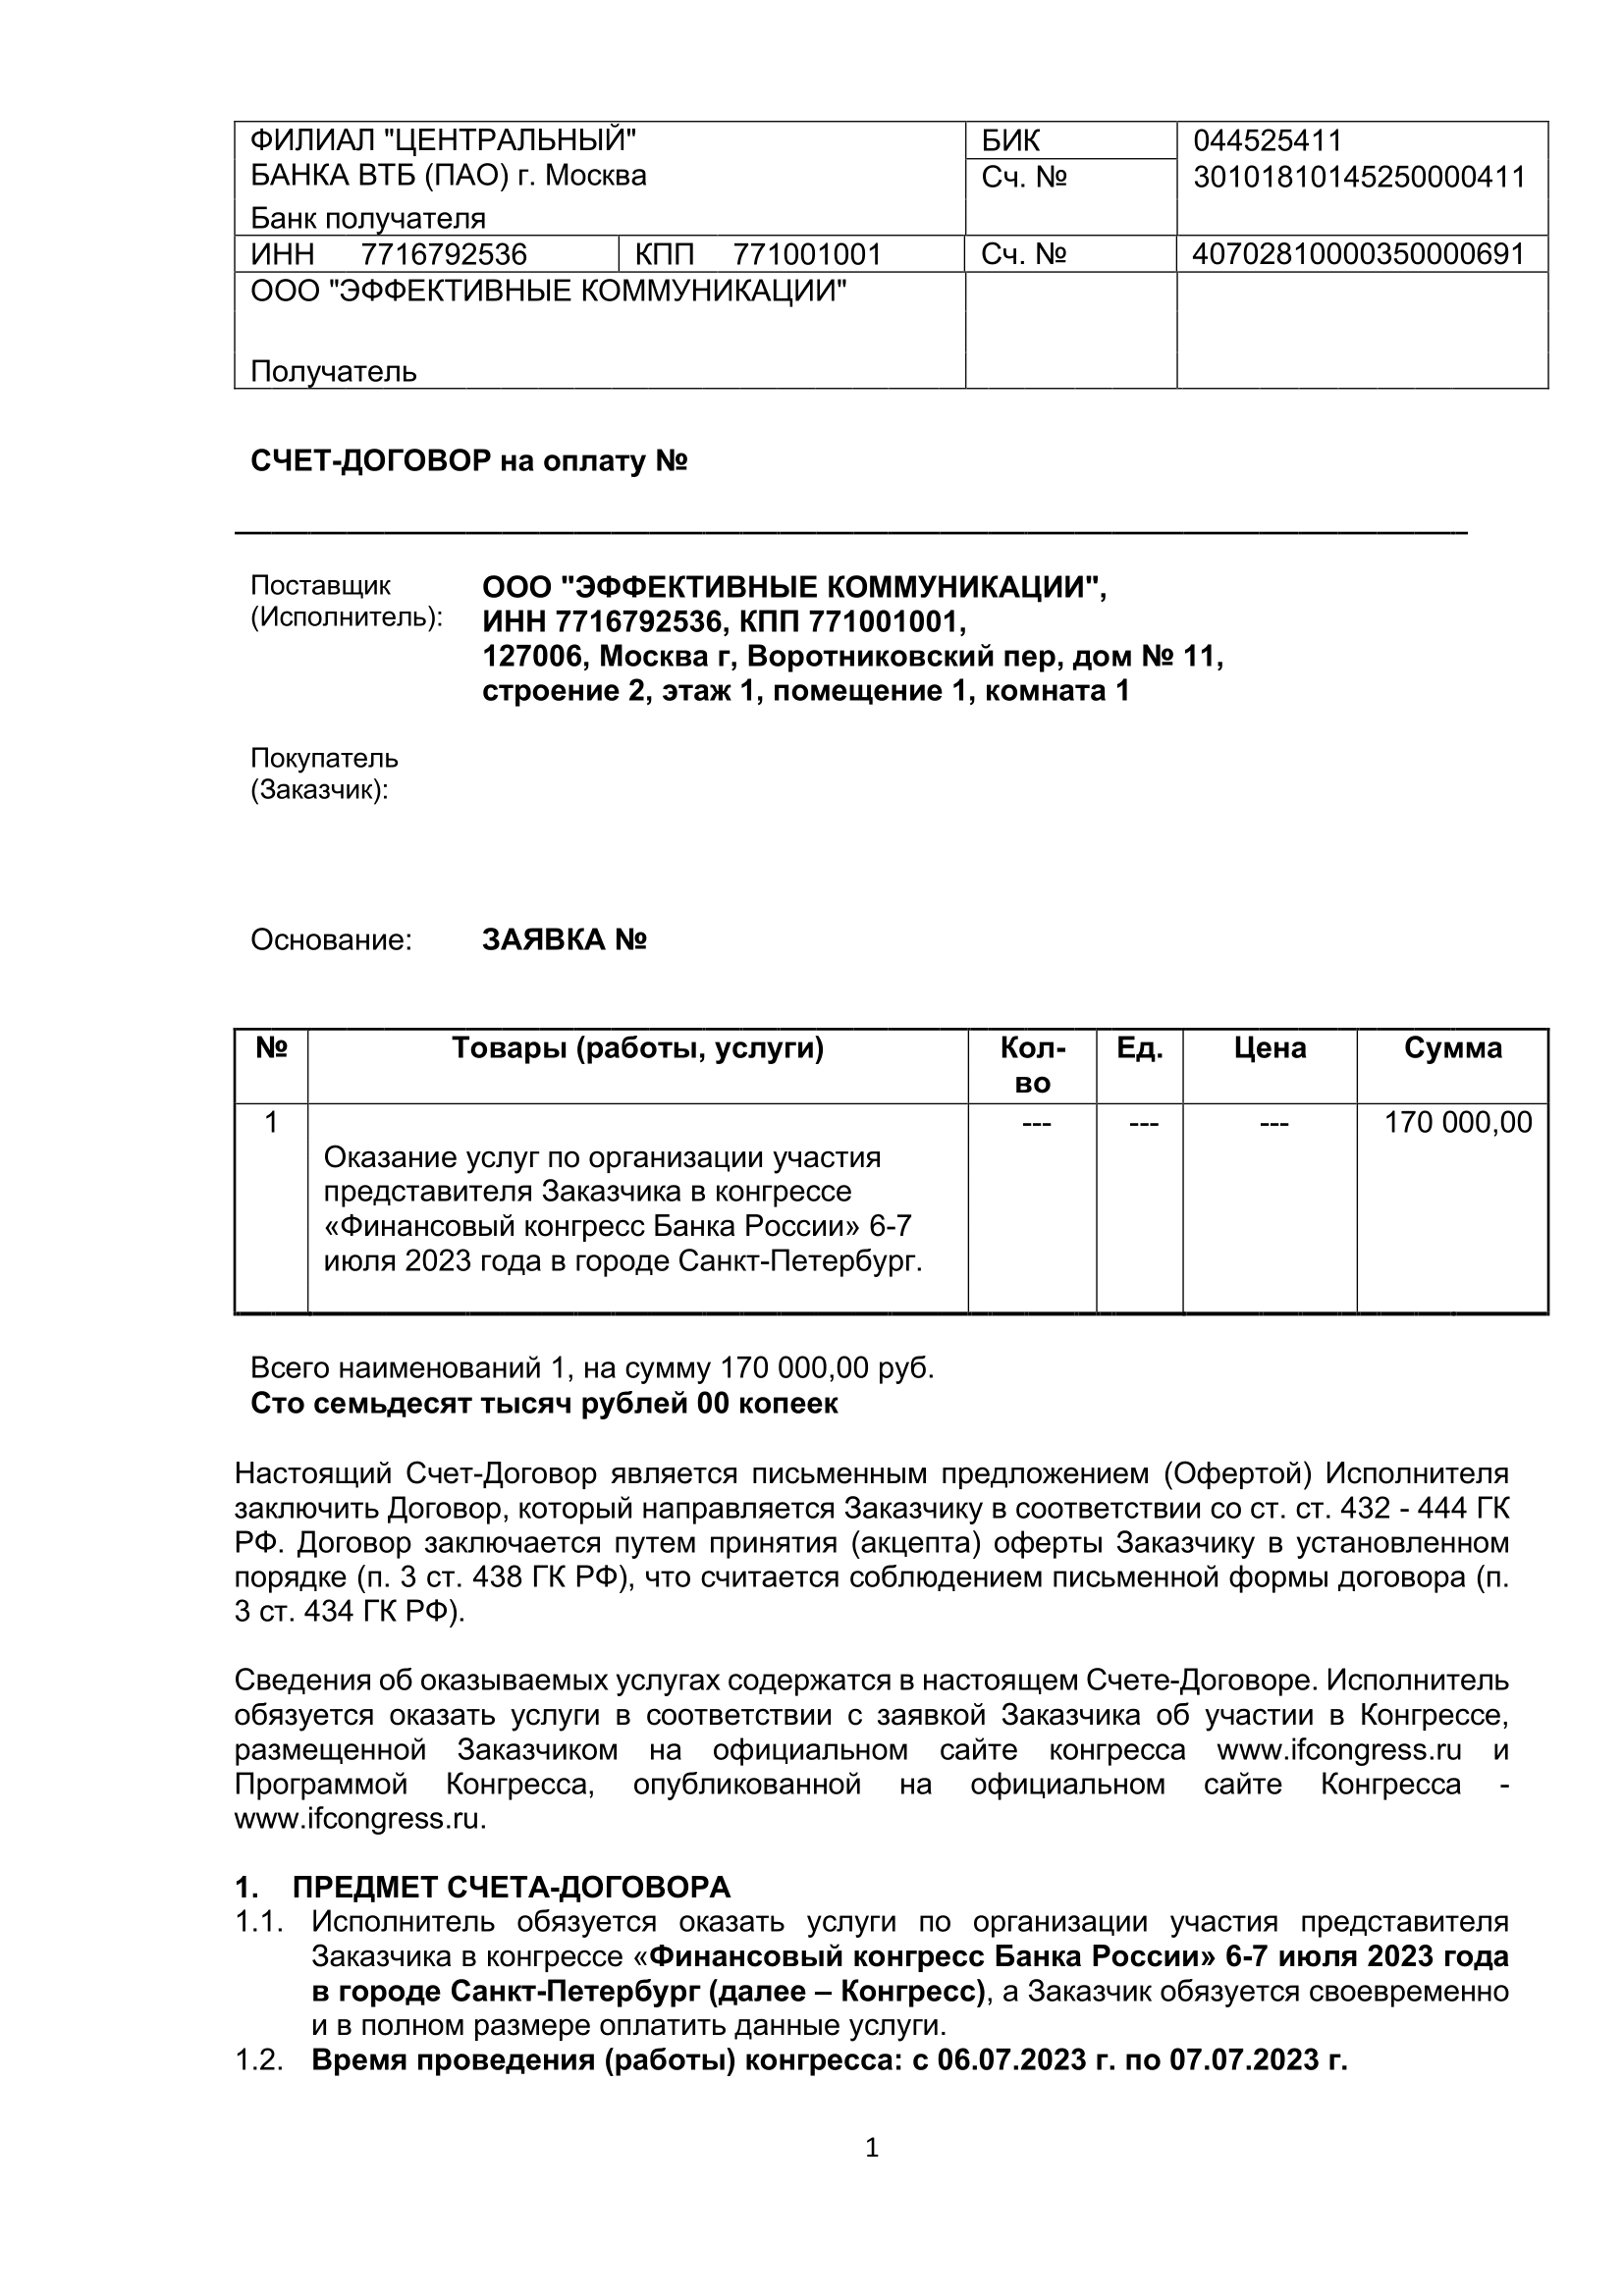 ФИЛИАЛ "ЦЕНТРАЛЬНЫЙ" БИК 044525411
БАНКА ВТБ (ПАО) г. Москва Сч. № 30101810145250000411
Банк получателя
ИНН 7716792536 КПП 771001001 Сч. № 40702810000350000691
ООО "ЭФФЕКТИВНЫЕ КОММУНИКАЦИИ"
Получатель
СЧЕТ-ДОГОВОР на оплату №
Поставщик (Исполнитель):
ООО "ЭФФЕКТИВНЫЕ КОММУНИКАЦИИ",
ИНН 7716792536, КПП 771001001,
127006, Москва г, Воротниковский пер, дом № 11,
строение 2, этаж 1, помещение 1, комната 1
Покупатель
(Заказчик):
Основание: ЗАЯВКА №
№ Товары (работы, услуги) Кол-во Ед. Цена Сумма
1 --- --- --- 170 000,00
Оказание услуг по организации участия
представителя Заказчика в конгрессе
«Финансовый конгресс Банка России» 6-7
июля 2023 года в городе Санкт-Петербург.
Всего наименований 1, на сумму 170 000,00 руб.
Сто семьдесят тысяч рублей 00 копеек
Настоящий Счет-Договор является письменным предложением (Офертой) Исполнителя
заключить Договор, который направляется Заказчику в соответствии со ст. ст. 432 - 444 ГК
РФ. Договор заключается путем принятия (акцепта) оферты Заказчику в установленном
порядке (п. 3 ст. 438 ГК РФ), что считается соблюдением письменной формы договора (п.
3 ст. 434 ГК РФ).
Сведения об оказываемых услугах содержатся в настоящем Счете-Договоре. Исполнитель
обязуется оказать услуги в соответствии с заявкой Заказчика об участии в Конгрессе,
размещенной Заказчиком на официальном сайте конгресса www.ifcongress.ru и
Программой Конгресса, опубликованной на официальном сайте Конгресса -
www.ifcongress.ru.
1. ПРЕДМЕТ СЧЕТА-ДОГОВОРА
1.1. Исполнитель обязуется оказать услуги по организации участия представителя
Заказчика в конгрессе «Финансовый конгресс Банка России» 6-7 июля 2023 года
в городе Санкт-Петербург (далее – Конгресс), а Заказчик обязуется своевременно
и в полном размере оплатить данные услуги.
1.2. Время проведения (работы) конгресса: с 06.07.2023 г. по 07.07.2023 г.
1